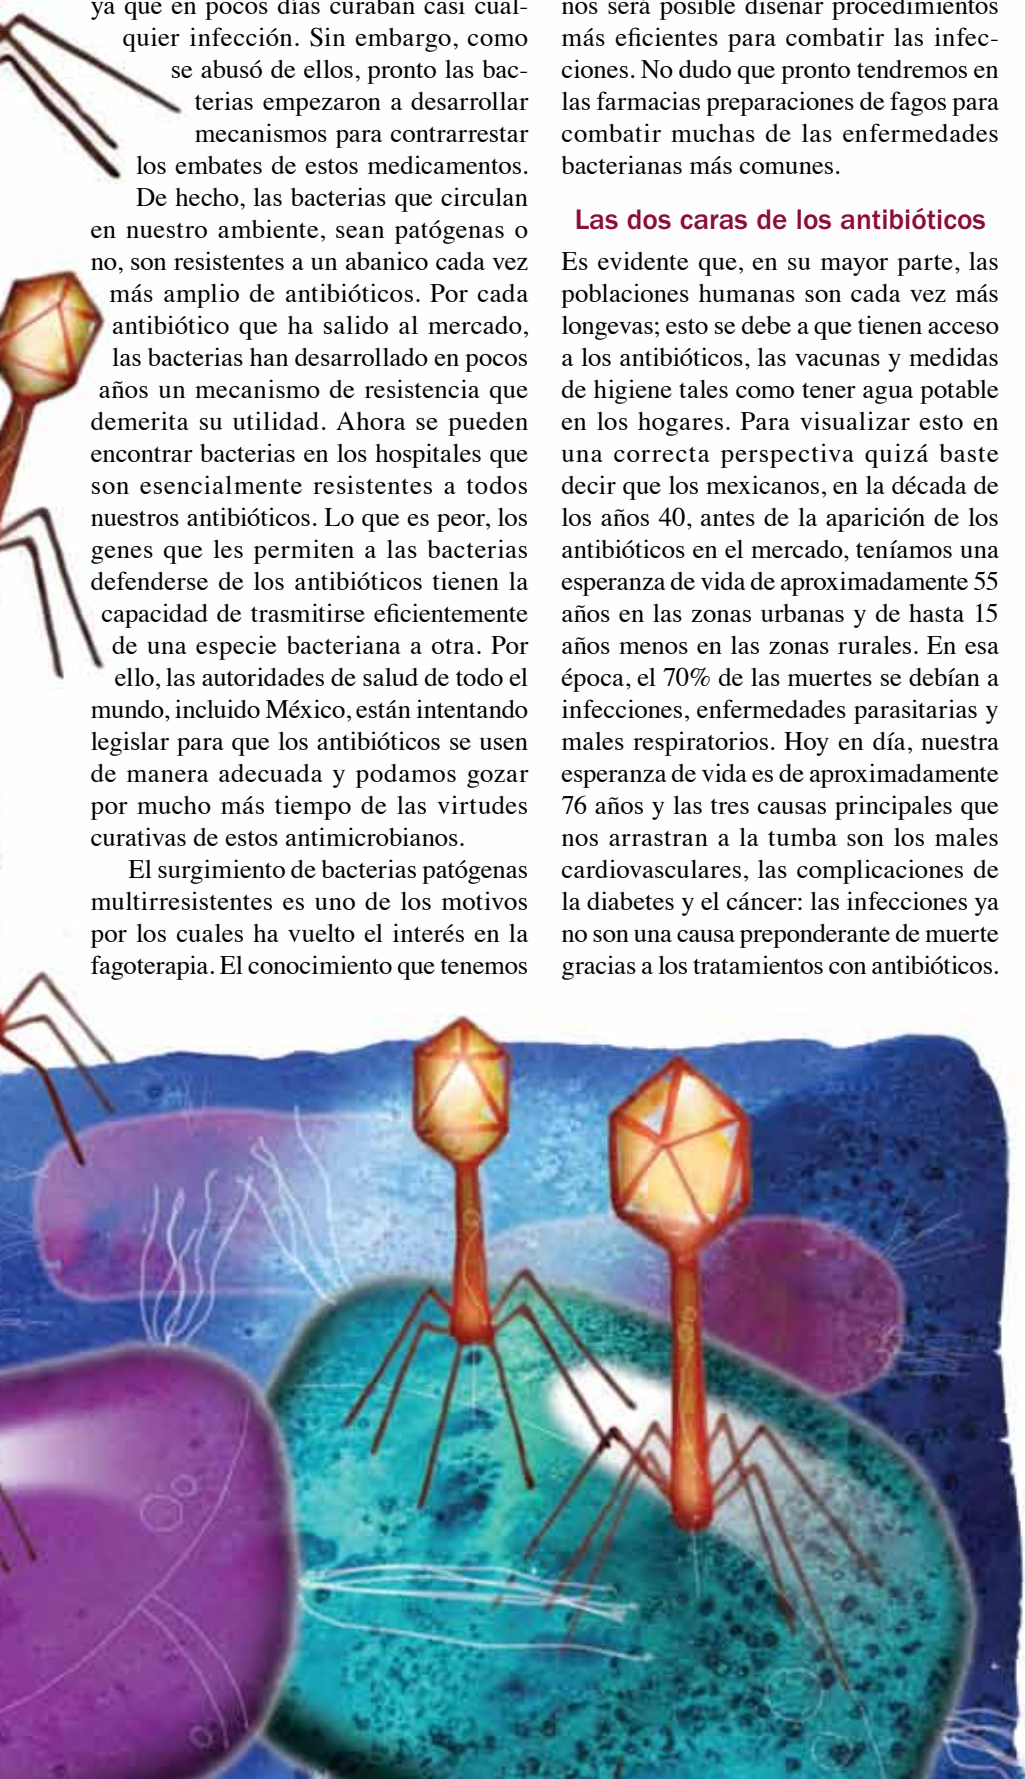 ya que en pocos días curaban casi cual-
quier infección. Sin embargo, como
se abusó de ellos, pronto las bac-
terias empezaron a desarrollar
mecanismos para contrarrestar
los embates de estos medicamentos.
De hecho, las bacterias que circulan
en nuestro ambiente, sean patógenas o
no, son resistentes a un abanico cada vez
más amplio de antibióticos. Por cada
antibiótico que ha salido al mercado,
las bacterias han desarrollado en pocos
años un mecanismo de resistencia que
demerita su utilidad. Ahora se pueden
encontrar bacterias en los hospitales que
son esencialmente resistentes a todos
nuestros antibióticos. Lo que es peor, los
genes que les permiten a las bacterias
defenderse de los antibióticos tienen la
capacidad de trasmitirse eficientemente
de una especie bacteriana a otra. Por
ello, las autoridades de salud de todo el
mundo, incluido México, están intentando
legislar para que los antibióticos se usen
de manera adecuada y podamos gozar
por mucho más tiempo de las virtudes
curativas de estos antimicrobianos.
El surgimiento de bacterias patógenas
multirresistentes es uno de los motivos
por los cuales ha vuelto el interés en la
fagoterapia. El conocimiento que tenemos
nos será posible diseñar procedimientos
más eficientes para combatir las infec-
ciones. No dudo que pronto tendremos en
las farmacias preparaciones de fagos para
combatir muchas de las enfermedades
bacterianas más comunes.
Las dos caras de los antibióticos
Es evidente que, en su mayor parte, las
poblaciones humanas son cada vez más
longevas; esto se debe a que tienen acceso
a los antibióticos, las vacunas y medidas
de higiene tales como tener agua potable
en los hogares. Para visualizar esto en
una correcta perspectiva quizá baste
decir que los mexicanos, en la década de
los años 40, antes de la aparición de los
antibióticos en el mercado, teníamos una
esperanza de vida de aproximadamente 55
años en las zonas urbanas y de hasta 15
años menos en las zonas rurales. En esa
época, el 70% de las muertes se debían a
infecciones, enfermedades parasitarias y
males respiratorios. Hoy en día, nuestra
esperanza de vida es de aproximadamente
76 años y las tres causas principales que
nos arrastran a la tumba son los males
cardiovasculares, las complicaciones de
la diabetes y el cáncer: las infecciones ya
no son una causa preponderante de muerte
gracias a los tratamientos con antibióticos.